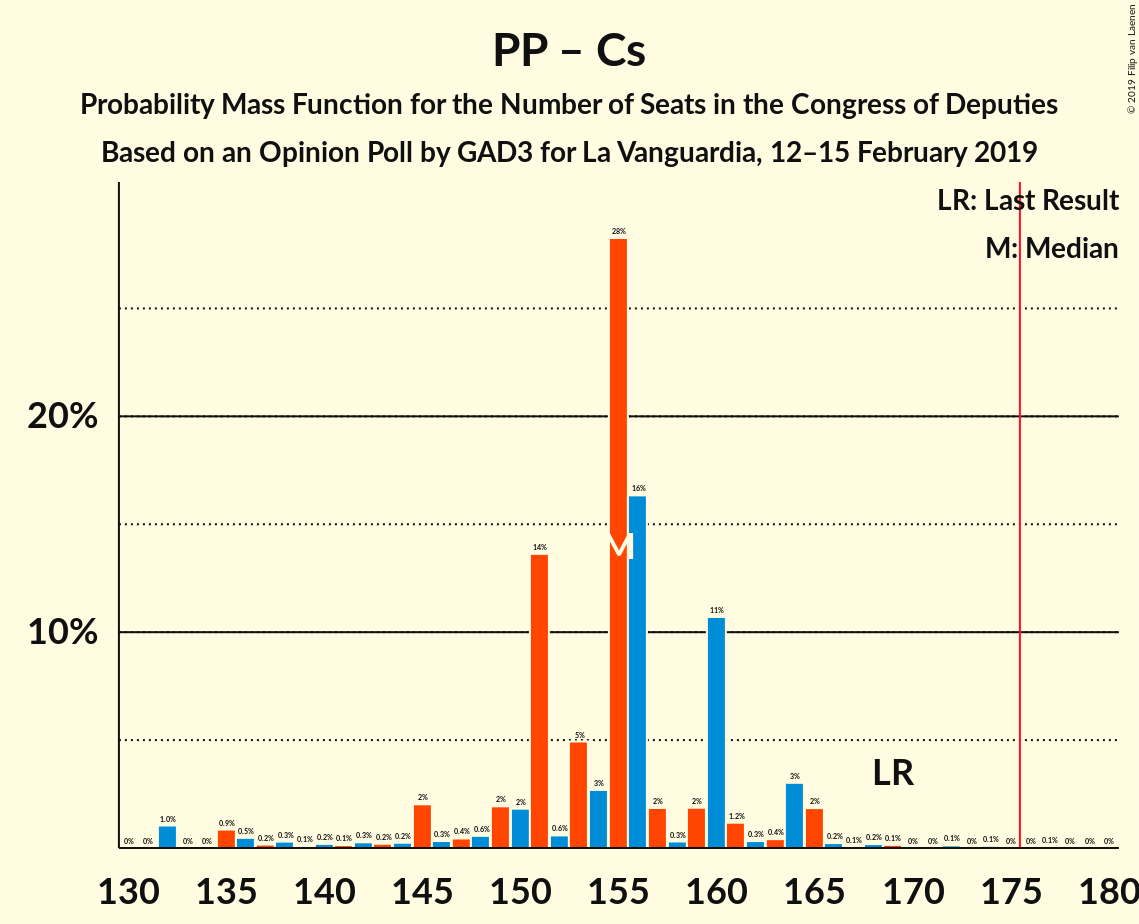 PP – Cs
Probability Mass Function for the Number of Seats in the Congress of Deputies
Based on an Opinion Poll by GAD3 for La Vanguardia, 12–15 February 2019
© 2019 Filip van Laenen
LR: Last Result
M: Median
20%
10%
0% 0% 1.0% 0% 0% 0.9% 0.5% 0.2% 0.3% 0.1% 0.2% 0.1% 0.3% 0.2% 0.2% 2% 0.3% 0.4% 0.6% 2% 2% 14% 0.6% 5% 3% 28% 16% 2% 0.3% 2% 11% 1.2% 0.3% 0.4% 3% 2% 0.2% 0.1% 0.2% 0.1% 0% 0% 0.1% 0% 0.1% 0% 0% 0.1% 0% 0% 0%
M
LR
130 135 140 145 150 155 160 165 170 175 180